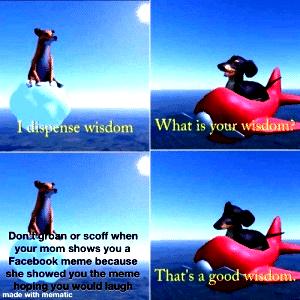 I dispense wisdom
What is your wisdom?
Don't groan or scoff when
your mom shows you a
Facebook meme because
she showed you the meme
hoping you would laugh
made with mematic
That's a good wisdom.